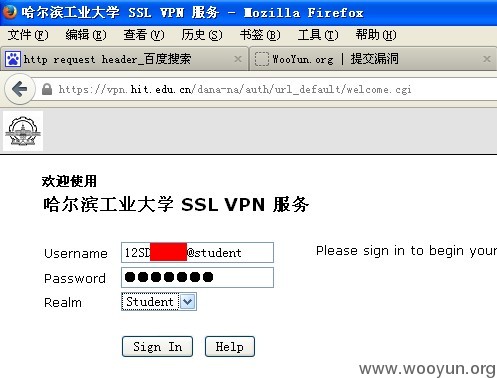 哈尔滨工业大学 SSL VPN 服务 - Mozilla Firefox
文件(F) 编辑(E) 查看(V) 历史(S) 书签(B) 工具(T) 帮助(H)
http request header_百度搜索 × WooYun.org | 提交漏洞 ×
https://vpn.hit.edu.cn/dana-na/auth/url_default/welcome.cgi
欢迎使用
哈尔滨工业大学 SSL VPN 服务
Username 12SD @student Please sign in to begin your
Password ●●●●●●●
Realm Student
Sign In Help
www.wooyun.org